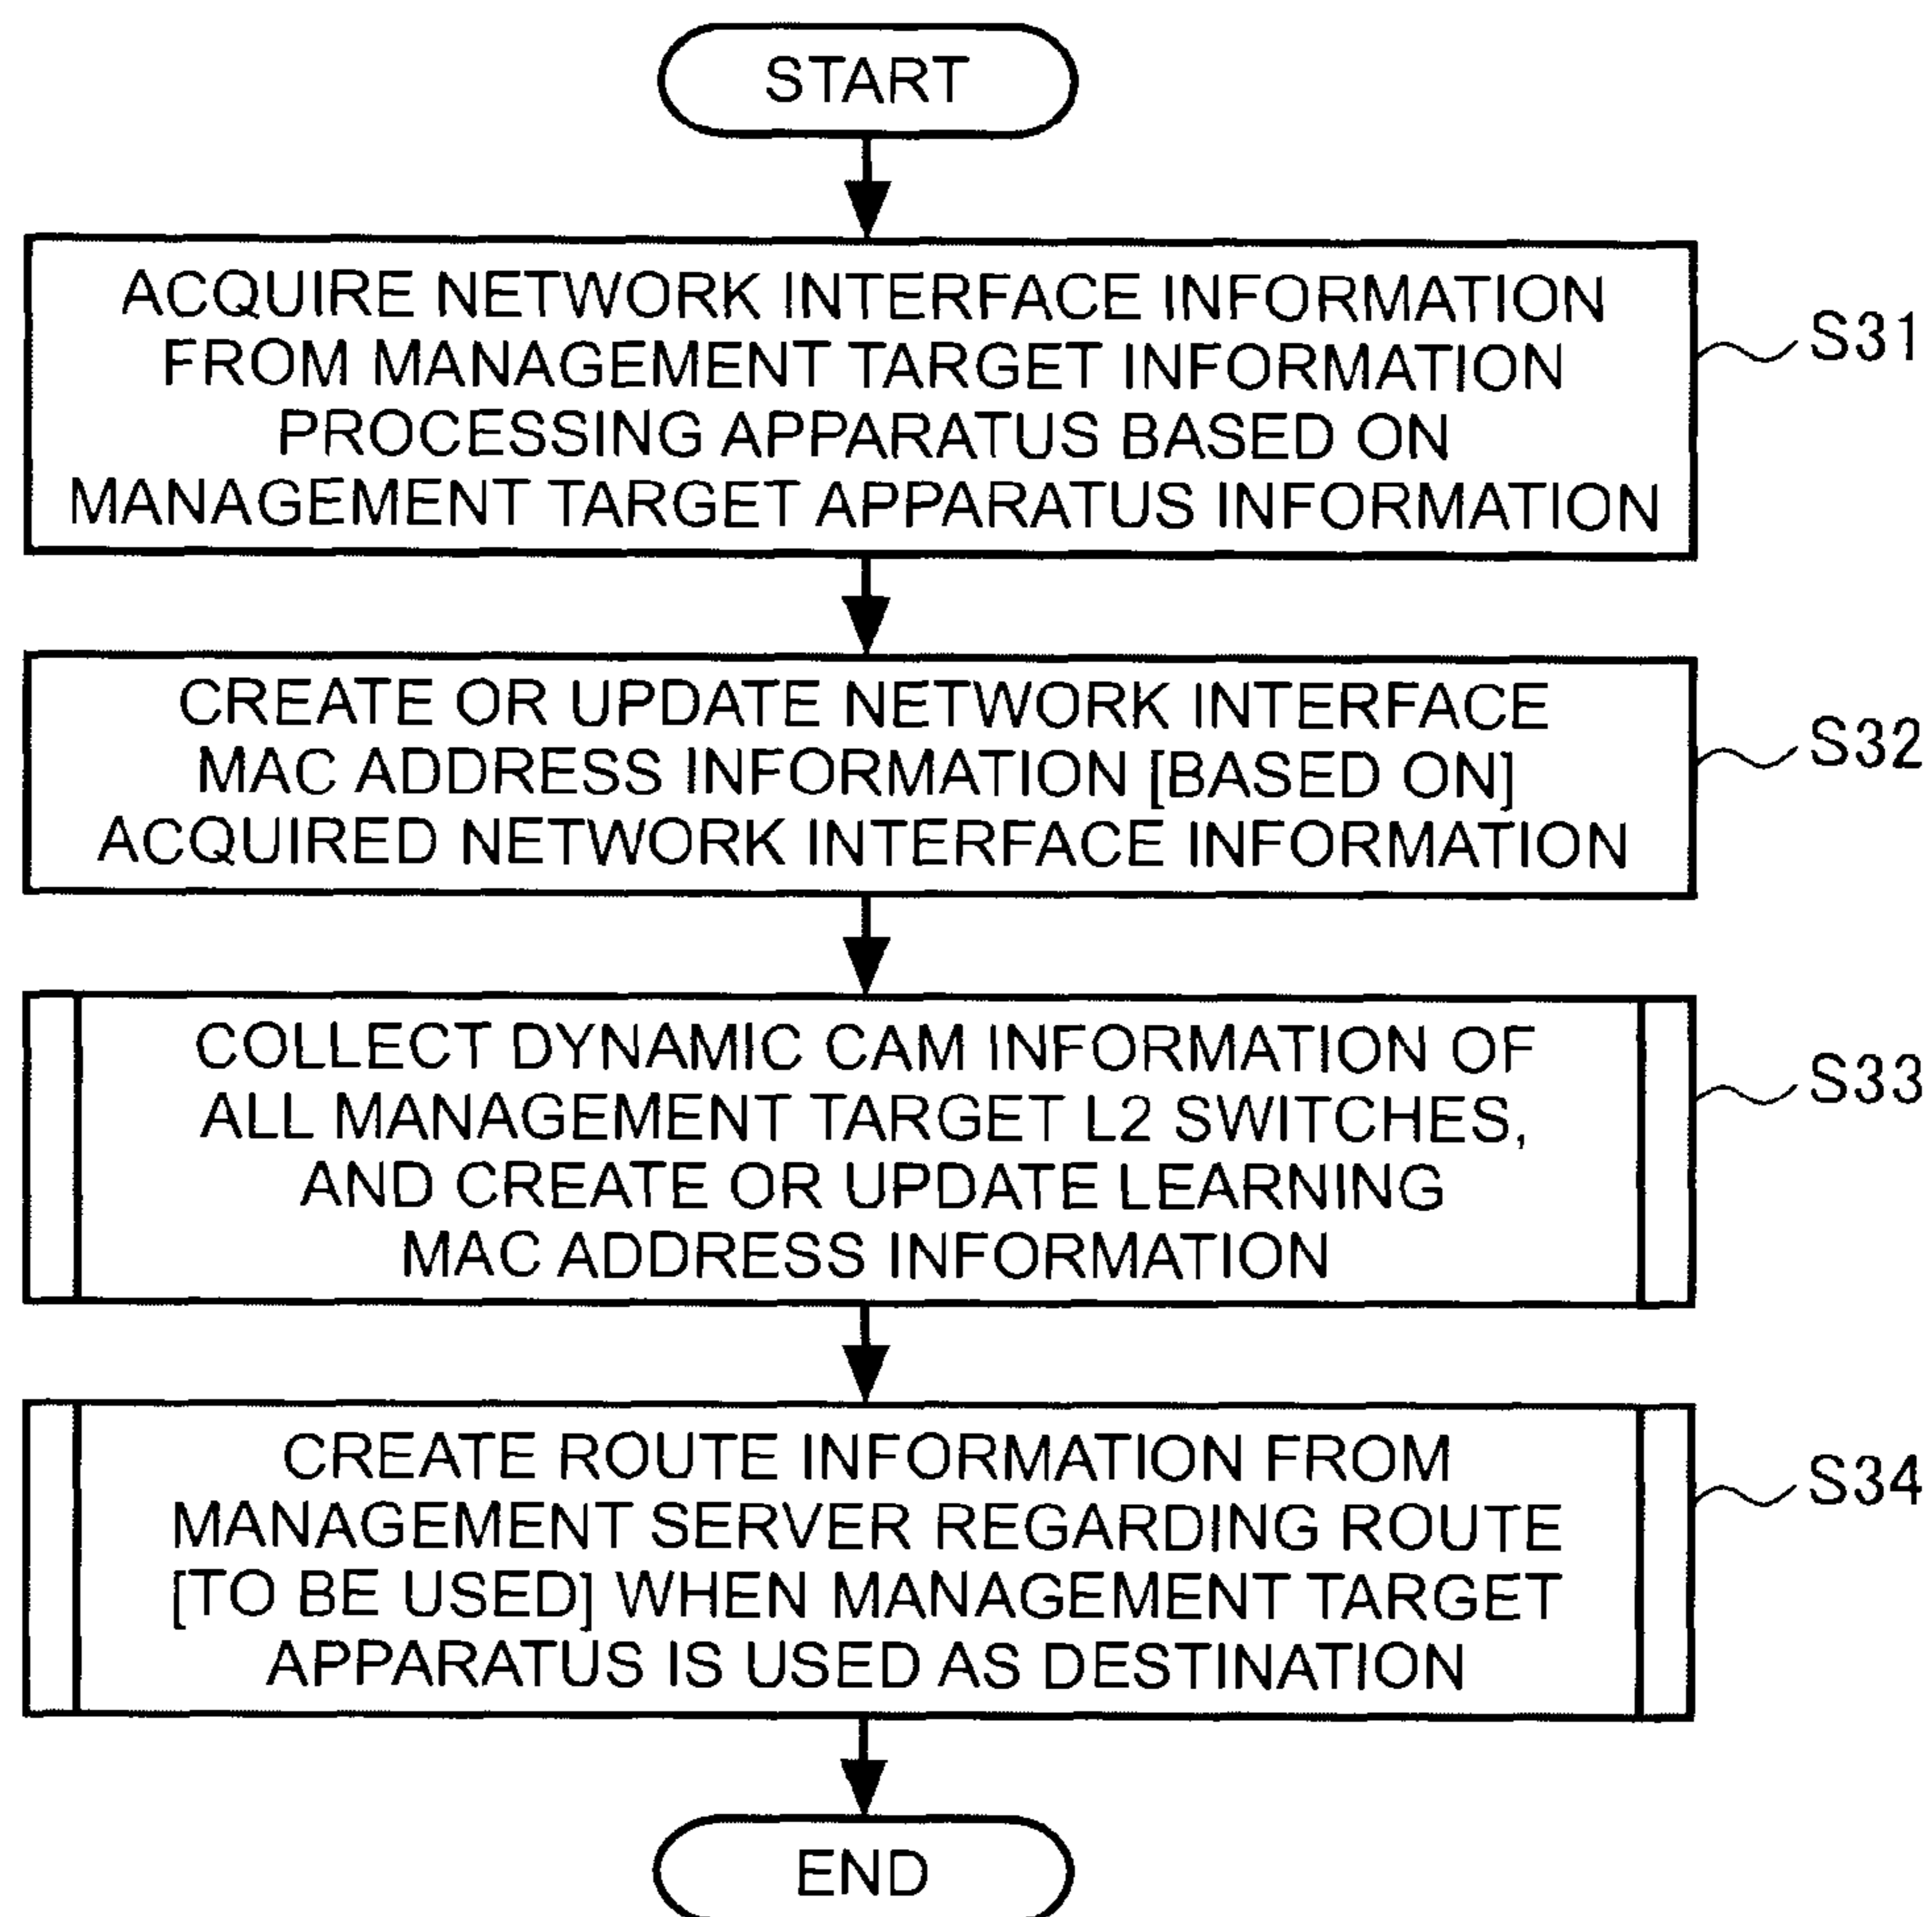 START
ACQUIRE NETWORK INTERFACE INFORMATION
FROM MANAGEMENT TARGET INFORMATION
PROCESSING APPARATUS BASED ON
MANAGEMENT TARGET APPARATUS INFORMATION
S31
CREATE OR UPDATE NETWORK INTERFACE
MAC ADDRESS INFORMATION [BASED ON]
ACQUIRED NETWORK INTERFACE INFORMATION
S32
COLLECT DYNAMIC CAM INFORMATION OF
ALL MANAGEMENT TARGET L2 SWITCHES,
AND CREATE OR UPDATE LEARNING
MAC ADDRESS INFORMATION
S33
CREATE ROUTE INFORMATION FROM
MANAGEMENT SERVER REGARDING ROUTE
[TO BE USED] WHEN MANAGEMENT TARGET
APPARATUS IS USED AS DESTINATION
S34
END